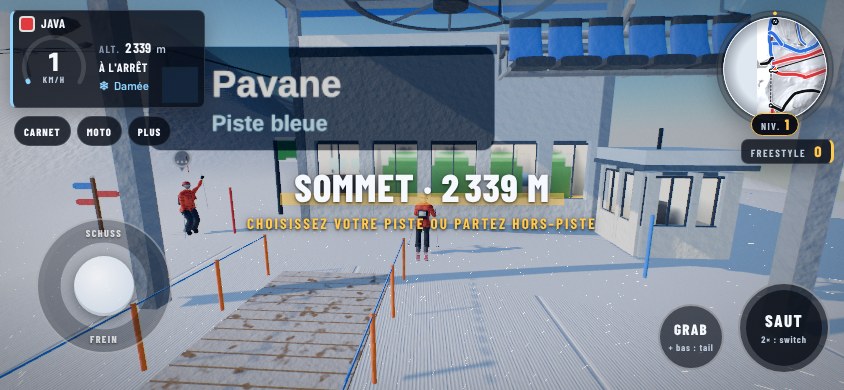 JAVA
1
KM/H
ALT. 2 339 m
À L'ARRÊT
❄ Damée
Pavane
Piste bleue
CARNET
MOTO
PLUS
NIV. 1
FREESTYLE 0
SOMMET · 2 339 M
CHOISISSEZ VOTRE PISTE OU PARTEZ HORS-PISTE
SCHUSS
FREIN
GRAB
+ bas : tail
SAUT
2× : switch